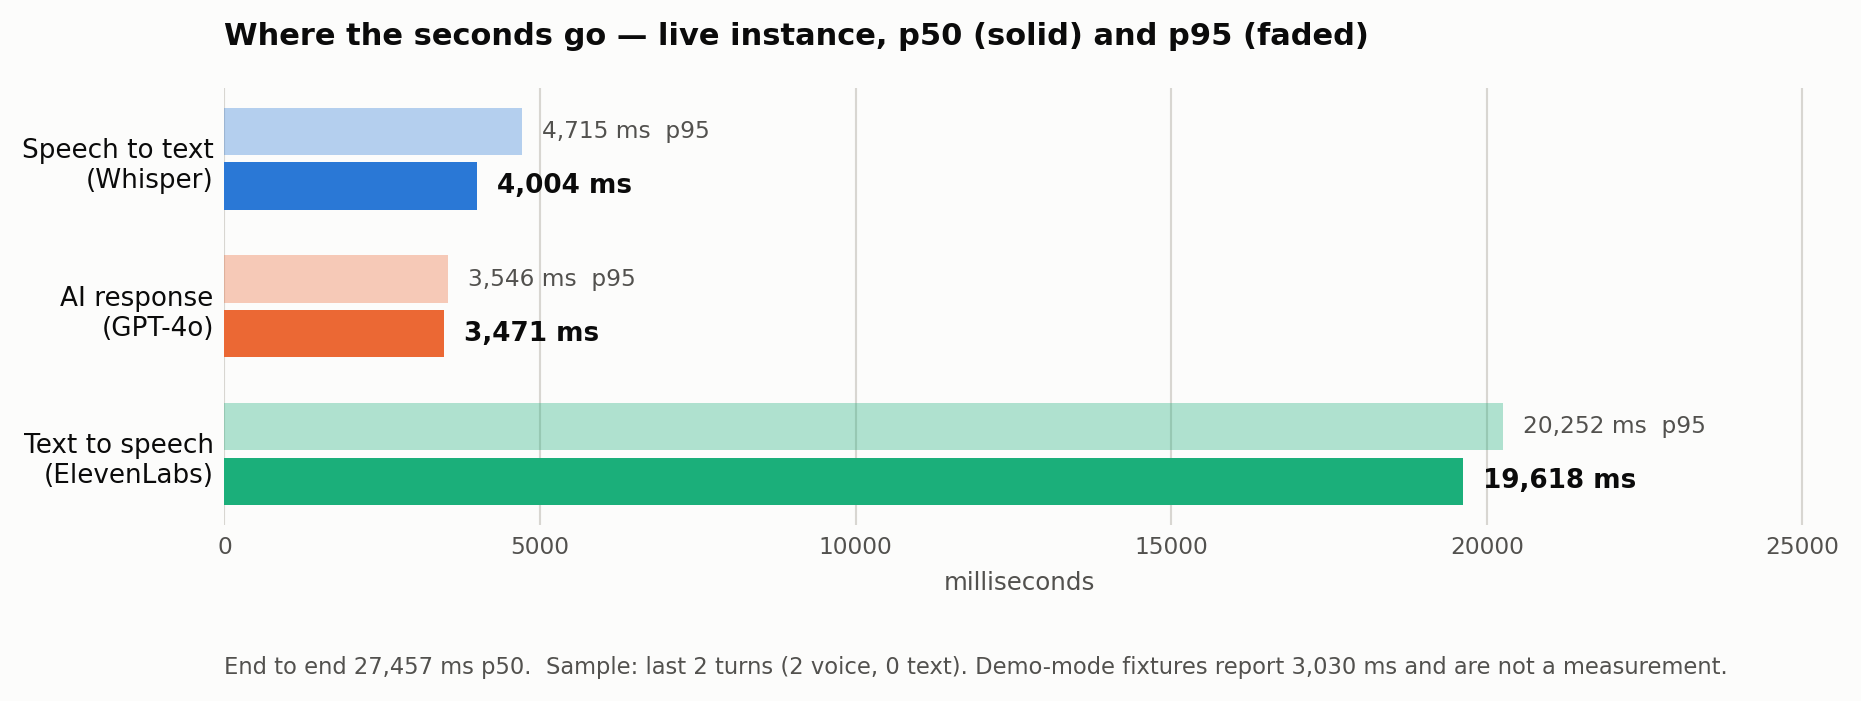 Where the seconds go — live instance, p50 (solid) and p95 (faded)
Speech to text
(Whisper)
4,715 ms  p95
4,004 ms
AI response
(GPT-4o)
3,546 ms  p95
3,471 ms
Text to speech
(ElevenLabs)
20,252 ms  p95
19,618 ms
0 5000 10000 15000 20000 25000
milliseconds
End to end 27,457 ms p50.  Sample: last 2 turns (2 voice, 0 text). Demo-mode fixtures report 3,030 ms and are not a measurement.